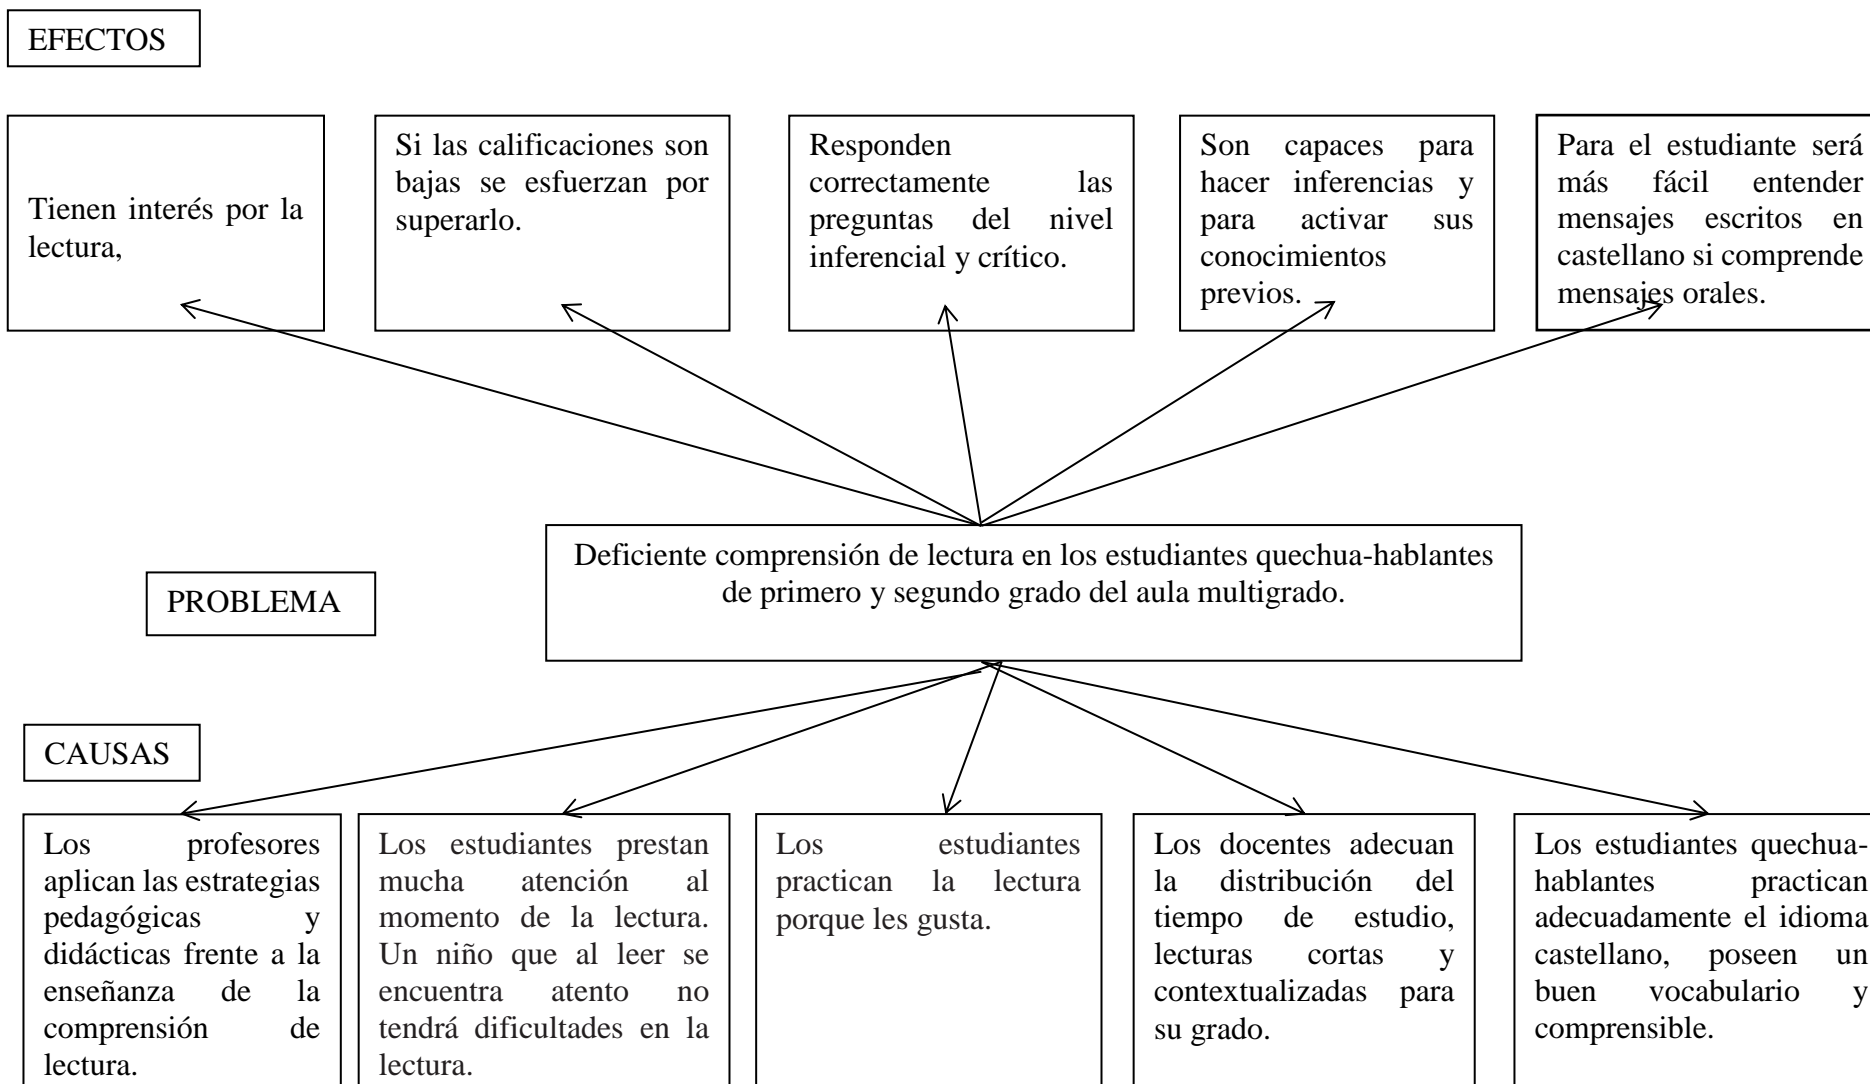 EFECTOS
Tienen interés por la
lectura,
Si las calificaciones son
bajas se esfuerzan por
superarlo.
Responden
correctamente las
preguntas del nivel
inferencial y crítico.
Son capaces para
hacer inferencias y
para activar sus
conocimientos
previos.
Para el estudiante será
más fácil entender
mensajes escritos en
castellano si comprende
mensajes orales.
Deficiente comprensión de lectura en los estudiantes quechua-hablantes
de primero y segundo grado del aula multigrado.
PROBLEMA
CAUSAS
Los profesores
aplican las estrategias
pedagógicas y
didácticas frente a la
enseñanza de la
comprensión de
lectura.
Los estudiantes prestan
mucha atención al
momento de la lectura.
Un niño que al leer se
encuentra atento no
tendrá dificultades en la
lectura.
Los estudiantes
practican la lectura
porque les gusta.
Los docentes adecuan
la distribución del
tiempo de estudio,
lecturas cortas y
contextualizadas para
su grado.
Los estudiantes quechua-
hablantes practican
adecuadamente el idioma
castellano, poseen un
buen vocabulario y
comprensible.